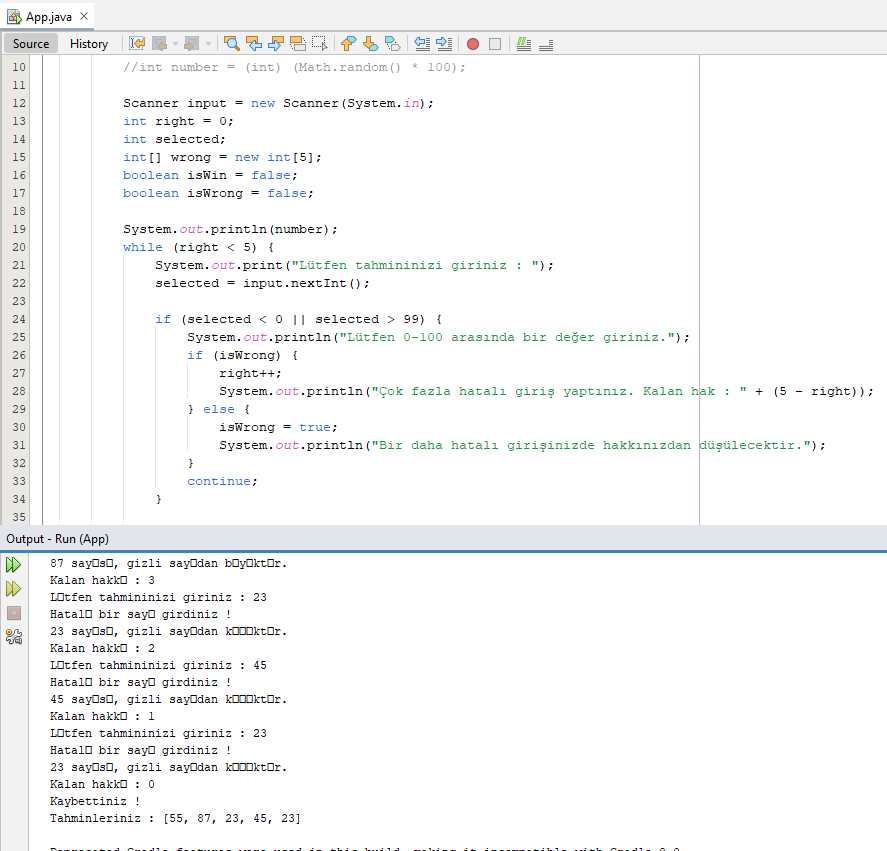 App.java
Source History
10 //int number = (int) (Math.random() * 100);
11
12 Scanner input = new Scanner(System.in);
13 int right = 0;
14 int selected;
15 int[] wrong = new int[5];
16 boolean isWin = false;
17 boolean isWrong = false;
18
19 System.out.println(number);
20 while (right < 5) {
21 System.out.print("Lütfen tahmininizi giriniz : ");
22 selected = input.nextInt();
23
24 if (selected < 0 || selected > 99) {
25 System.out.println("Lütfen 0-100 arasında bir değer giriniz.");
26 if (isWrong) {
27 right++;
28 System.out.println("Çok fazla hatalı giriş yaptınız. Kalan hak : " + (5 - right));
29 } else {
30 isWrong = true;
31 System.out.println("Bir daha hatalı girişinizde hakkınızdan düşülecektir.");
32 }
33 continue;
34 }
35
Output - Run (App)
87 say□s□, gizli say□dan b□y□kt□r.
Kalan hakk□ : 3
L□tfen tahmininizi giriniz : 23
Hatal□ bir say□ girdiniz !
23 say□s□, gizli say□dan k□□□kt□r.
Kalan hakk□ : 2
L□tfen tahmininizi giriniz : 45
Hatal□ bir say□ girdiniz !
45 say□s□, gizli say□dan k□□□kt□r.
Kalan hakk□ : 1
L□tfen tahmininizi giriniz : 23
Hatal□ bir say□ girdiniz !
23 say□s□, gizli say□dan k□□□kt□r.
Kalan hakk□ : 0
Kaybettiniz !
Tahminleriniz : [55, 87, 23, 45, 23]